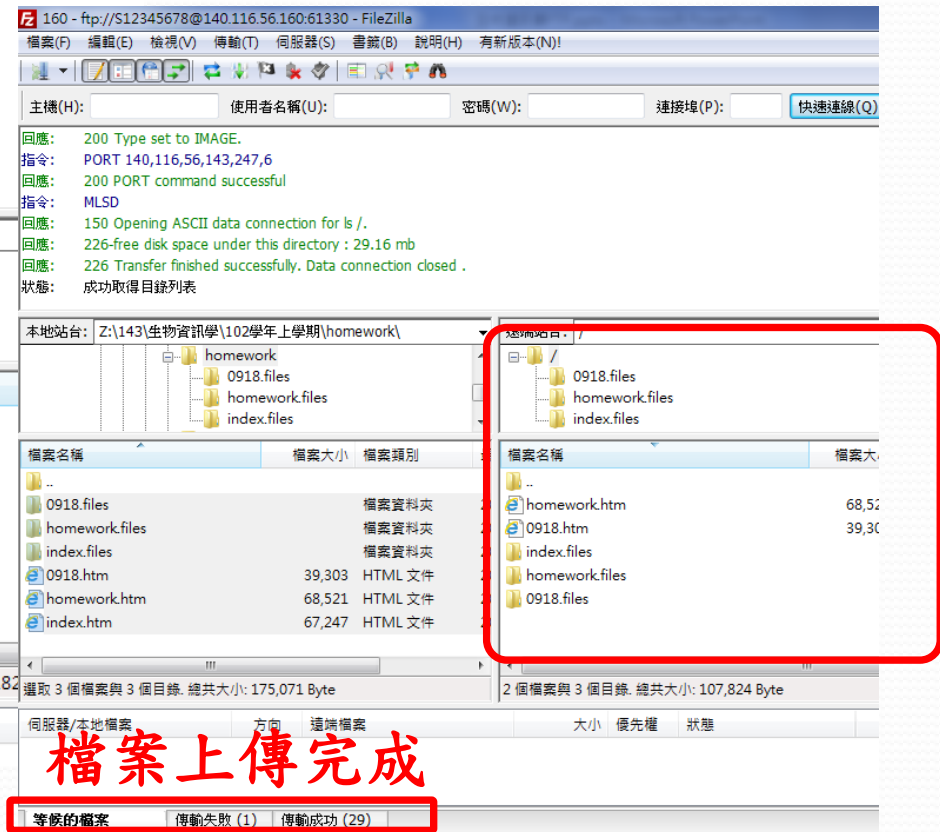 160 - ftp://S12345678@140.116.56.160:61330 - FileZilla
檔案(F) 編輯(E) 檢視(V) 傳輸(T) 伺服器(S) 書籤(B) 說明(H) 有新版本(N)!
主機(H): 使用者名稱(U): 密碼(W): 連接埠(P): 快速連線(Q)
回應: 200 Type set to IMAGE.
指令: PORT 140,116,56,143,247,6
回應: 200 PORT command successful
指令: MLSD
回應: 150 Opening ASCII data connection for ls /.
回應: 226-free disk space under this directory : 29.16 mb
回應: 226 Transfer finished successfully. Data connection closed .
狀態: 成功取得目錄列表
本地站台: Z:\143\生物資訊學\102學年上學期\homework\
homework
0918.files
homework.files
index.files
遠端站台: /
/
0918.files
homework.files
index.files
檔案名稱 檔案大小 檔案類別
..
0918.files 檔案資料夾
homework.files 檔案資料夾
index.files 檔案資料夾
0918.htm 39,303 HTML 文件
homework.htm 68,521 HTML 文件
index.htm 67,247 HTML 文件
選取 3 個檔案與 3 個目錄. 總共大小: 175,071 Byte
檔案名稱
..
homework.htm 68,52
0918.htm 39,30
index.files
homework.files
0918.files
2 個檔案與 3 個目錄. 總共大小: 107,824 Byte
伺服器/本地檔案 方向 遠端檔案 大小 優先權 狀態
檔案上傳完成
等候的檔案 傳輸失敗 (1) 傳輸成功 (29)